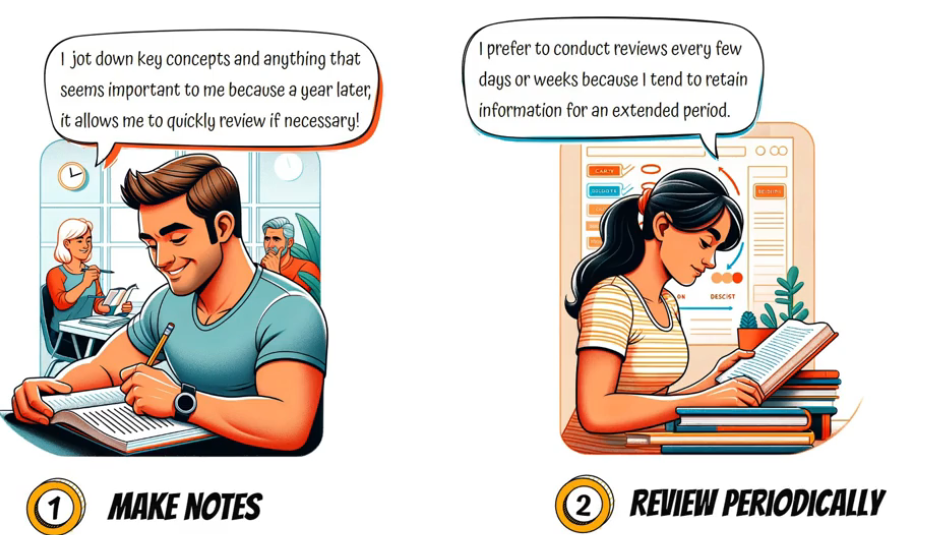 I jot down key concepts and anything that
seems important to me because a year later,
it allows me to quickly review if necessary!
I prefer to conduct reviews every few
days or weeks because I tend to retain
information for an extended period.
DESCIST
1 MAKE NOTES
2 REVIEW PERIODICALLY